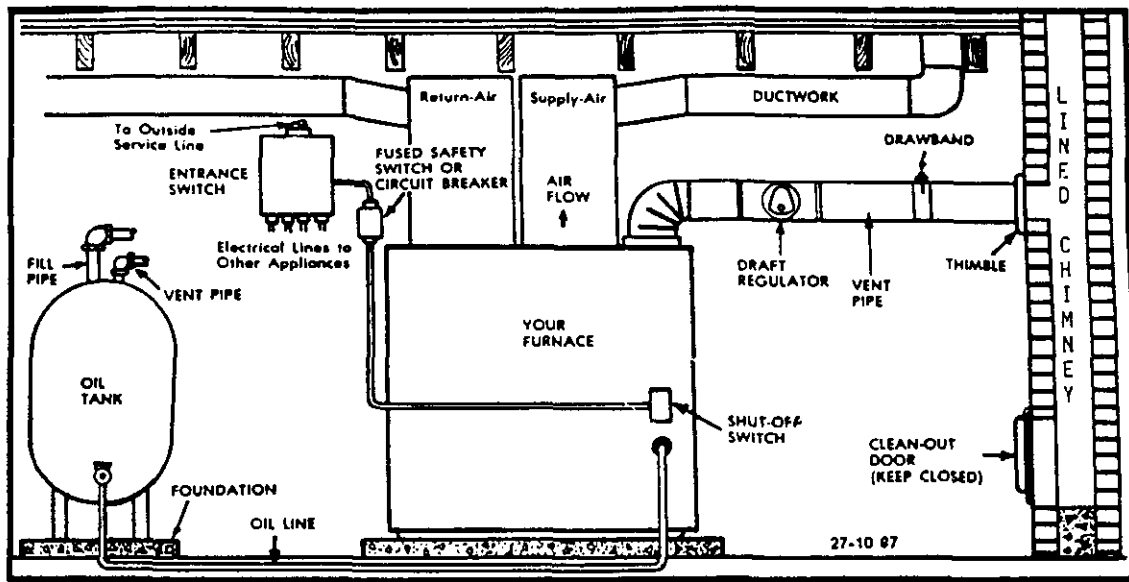 Return-Air
Supply-Air
DUCTWORK
To Outside
Service Line
ENTRANCE
SWITCH
FUSED SAFETY
SWITCH OR
CIRCUIT BREAKER
AIR
FLOW
DRAWBAND
LINED CHIMNEY
Electrical Lines to
Other Appliances
FILL
PIPE
VENT PIPE
DRAFT
REGULATOR
VENT
PIPE
THIMBLE
YOUR
FURNACE
OIL
TANK
SHUT-OFF
SWITCH
CLEAN-OUT
DOOR
(KEEP CLOSED)
FOUNDATION
OIL LINE
27-10 87